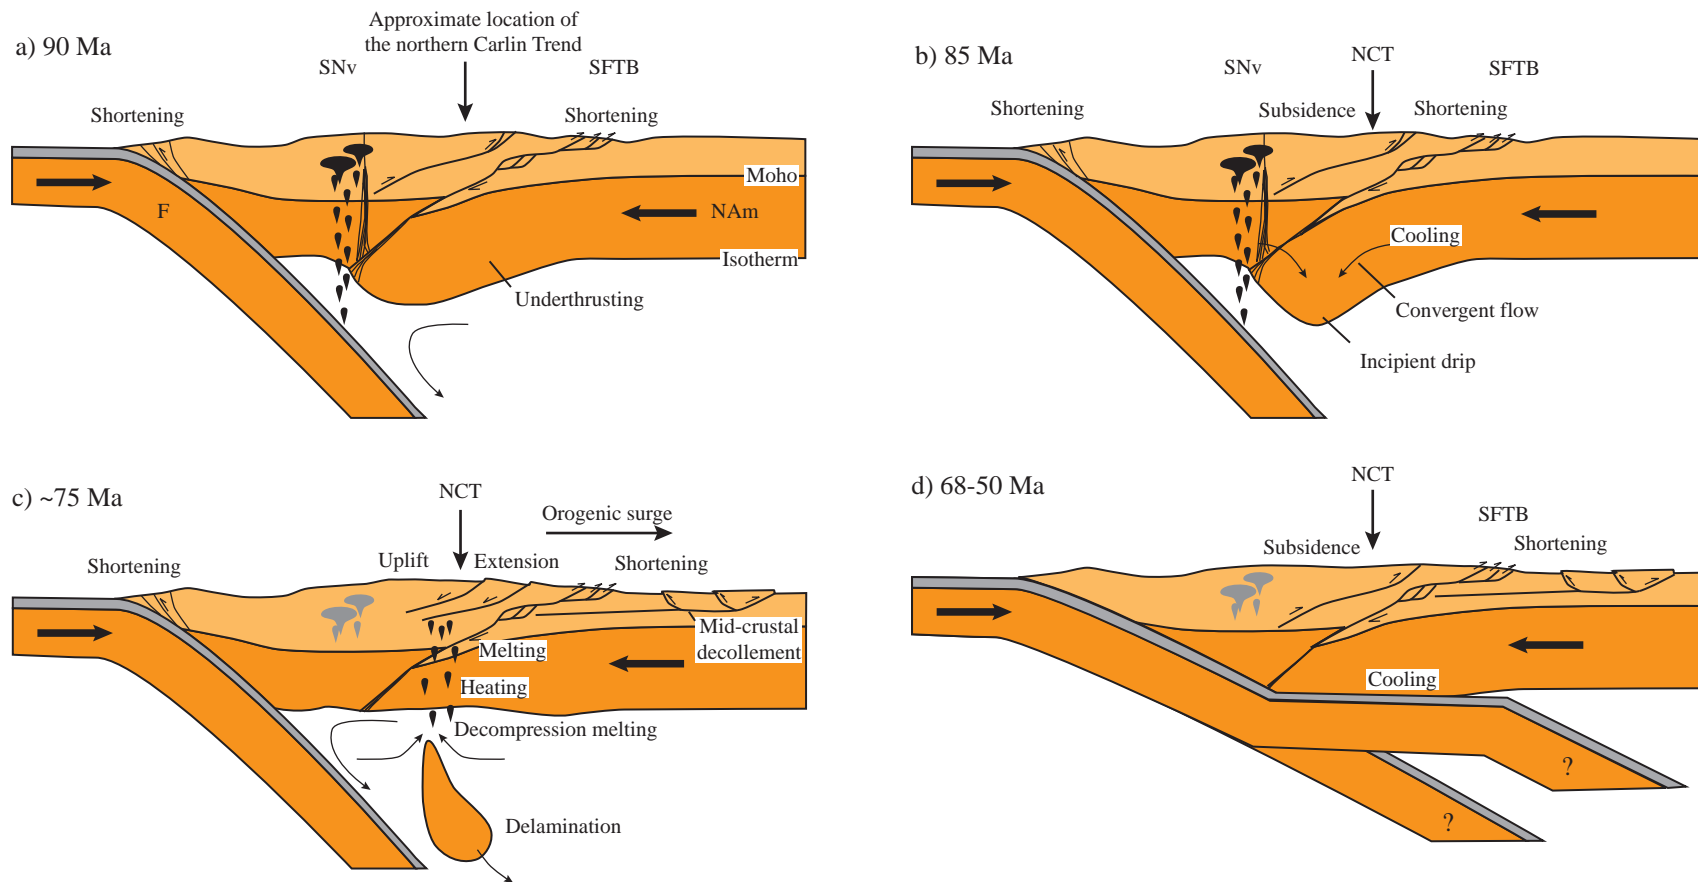 a) 90 Ma
Approximate location of
the northern Carlin Trend
SNv
SFTB
Shortening
Shortening
Moho
F
NAm
Isotherm
Underthrusting
b) 85 Ma
NCT
SNv
SFTB
Shortening
Subsidence
Shortening
Cooling
Convergent flow
Incipient drip
c) ~75 Ma
NCT
Orogenic surge
Uplift
Extension
Shortening
Shortening
Mid-crustal
decollement
Melting
Heating
Decompression melting
Delamination
d) 68-50 Ma
NCT
SFTB
Subsidence
Shortening
Cooling
?
?